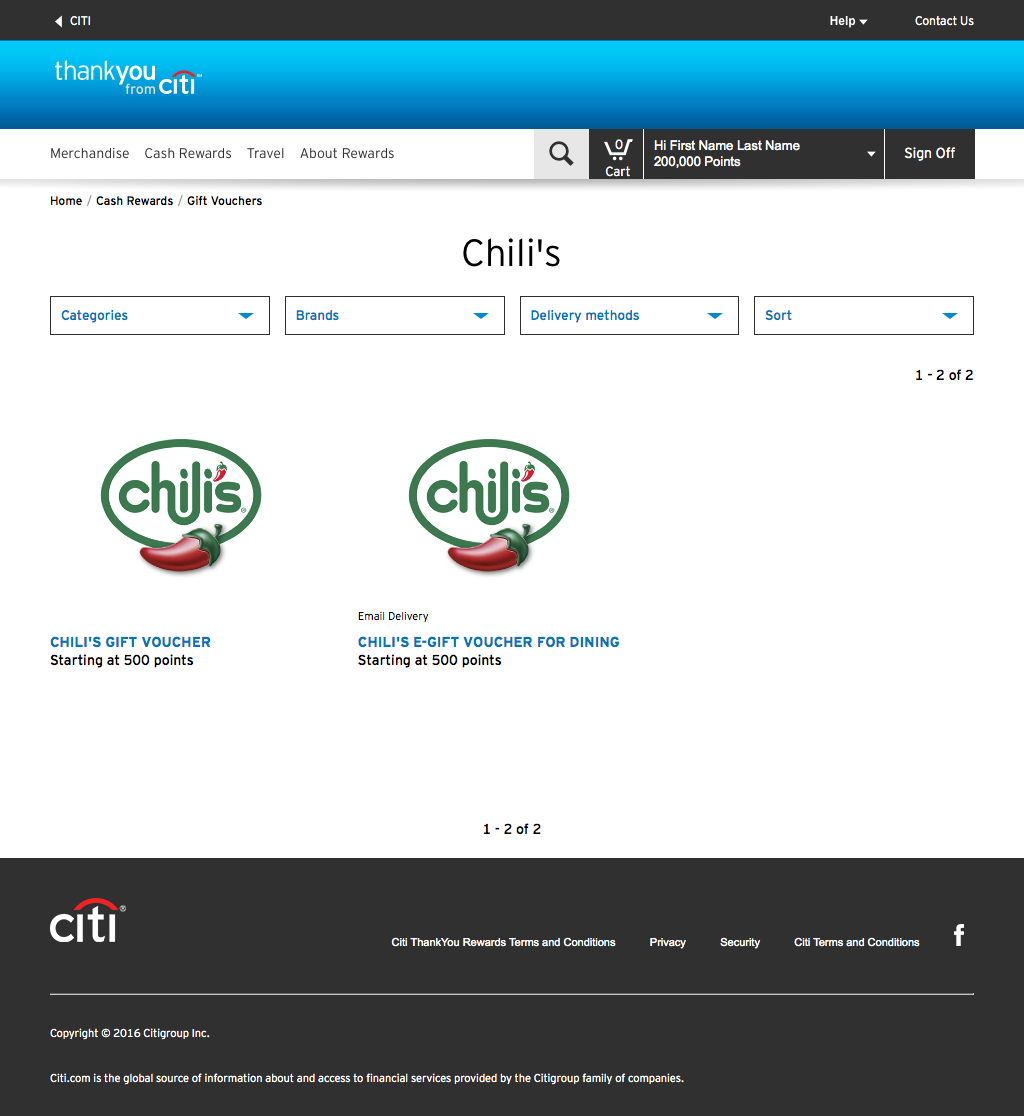 CITI
Help
Contact Us
thankyou
from citi℠
Merchandise Cash Rewards Travel About Rewards
0
Cart
Hi First Name Last Name
200,000 Points
Sign Off
Home / Cash Rewards / Gift Vouchers
Chili's
Categories
Brands
Delivery methods
Sort
1 - 2 of 2
chili's®
chili's®
Email Delivery
CHILI'S GIFT VOUCHER
Starting at 500 points
CHILI'S E-GIFT VOUCHER FOR DINING
Starting at 500 points
1 - 2 of 2
citi®
Citi ThankYou Rewards Terms and Conditions
Privacy
Security
Citi Terms and Conditions
f
Copyright © 2016 Citigroup Inc.
Citi.com is the global source of information about and access to financial services provided by the Citigroup family of companies.